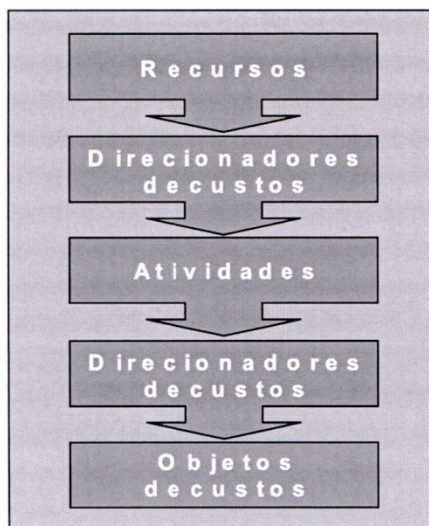 Recursos
Direcionadores
decustos
Atividades
Direcionadores
decustos
Objetos
decustos